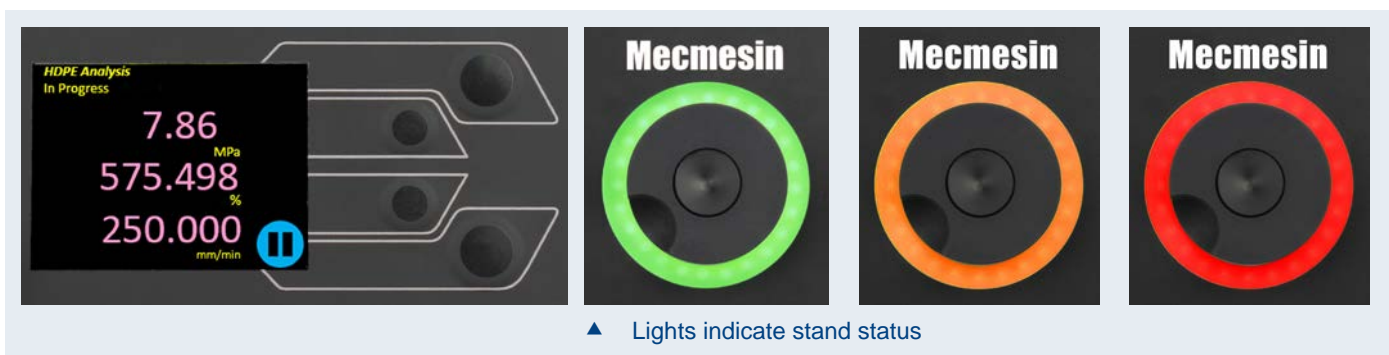 HDPE Analysis
In Progress
7.86
MPa
575.498
%
250.000
mm/min
Mecmesin
Mecmesin
Mecmesin
▲ Lights indicate stand status